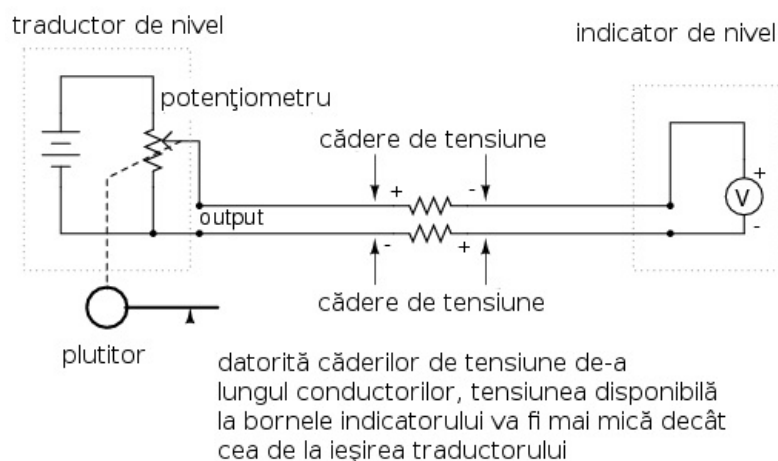 traductor de nivel
indicator de nivel
potenţiometru
cădere de tensiune
+ -
+
V
-
output
- +
cădere de tensiune
plutitor
datorită căderilor de tensiune de-a
lungul conductorilor, tensiunea disponibilă
la bornele indicatorului va fi mai mică decât
cea de la ieşirea traductorului